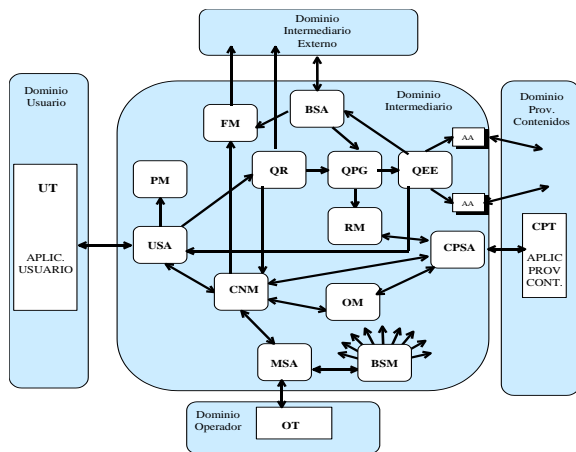 Dominio
Intermediario
Externo
Dominio
Usuario
Dominio
Intermediario
Dominio
Prov.
Contenidos
BSA
FM
AA
QR
QPG
QEE
PM
UT
AA
RM
USA
CPSA
CPT
APLIC.
USUARIO
APLIC
PROV
CONT.
CNM
OM
MSA
BSM
Dominio
Operador
OT